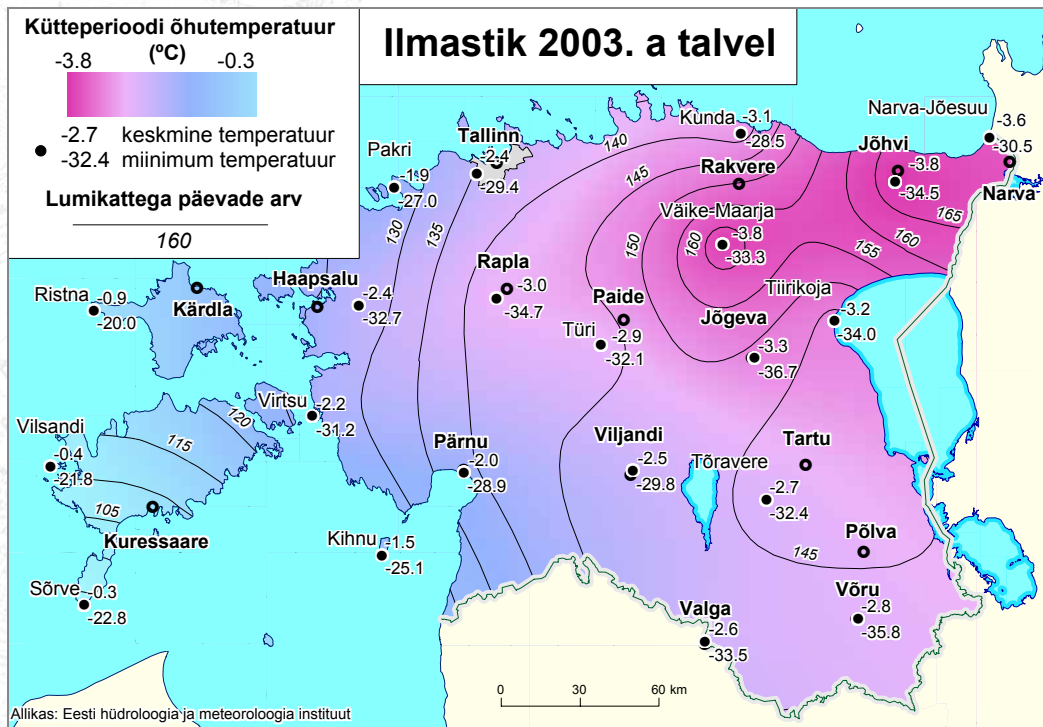 Ilmastik 2003. a talvel
Kütteperioodi õhutemperatuur
(ºC)
-3.8
-0.3
-2.7 keskmine temperatuur
-32.4 miinimum temperatuur
Lumikattega päevade arv
160
Pakri
-1.9
-27.0
Tallinn
-2.4
-29.4
Kunda
-3.1
-28.5
Narva-Jõesuu
-3.6
-30.5
Narva
Jõhvi
-3.8
-34.5
Rakvere
Väike-Maarja
-3.8
-33.3
140
145
150
160
155
160
165
130
135
Ristna
-0.9
-20.0
Kärdla
Haapsalu
-2.4
-32.7
Rapla
-3.0
-34.7
Paide
-2.9
-32.1
Türi
Tiirikoja
-3.2
-34.0
Jõgeva
-3.3
-36.7
Virtsu
-2.2
-31.2
120
115
105
Vilsandi
-0.4
-21.8
Kuressaare
Pärnu
-2.0
-28.9
Viljandi
-2.5
-29.8
Tartu
Tõravere
-2.7
-32.4
Kihnu
-1.5
-25.1
Põlva
145
Sõrve
-0.3
-22.8
Valga
-2.6
-33.5
Võru
-2.8
-35.8
0 30 60 km
Allikas: Eesti hüdroloogia ja meteoroloogia instituut